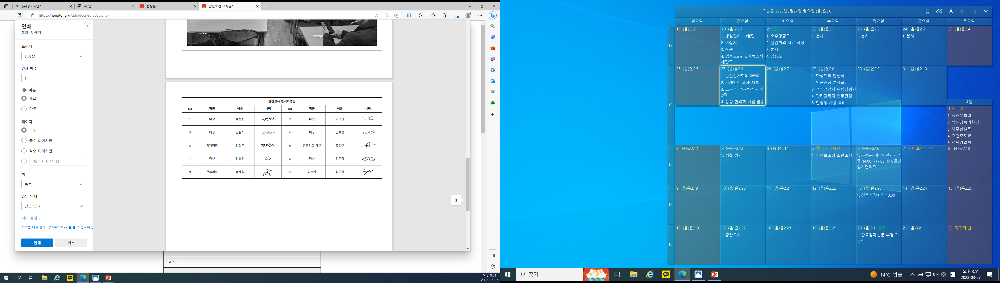 (주)성도이엔지
새 탭
현장통
안전보건 교육일지
https://hongtong.kr/adc/docs/safeEdu.php
인쇄
합계: 3 용지
프린터
6 중컬러
인쇄 매수
1
레이아웃
세로
가로
페이지
모두
홀수 페이지만
짝수 페이지만
예: 1-5, 8, 11-13
색
흑백
양면 인쇄
단면 인쇄
기타 설정
시스템 대화 상자... (Ctrl+Shift+P)을(를) 사용하여 인
인쇄 취소
안전교육 참석자명단
No 직종 이름 서명 No 직종 이름 서명
1 미장 송현진 2 타설 이기안
3 미장 김현식 4 미장 김호성
5 기계미장 김창우 6 콘크리트 타설 홍성현
7 타설 김봉겸 8 타설 김윤장
9 콘크리트 유재일 10 펌프카 최인식
3
비고
오후 3:51
2023-03-27
오늘은 2023년3월27일 월요일 (음)윤2.6
일요일 월요일 화요일 수요일 목요일 금요일 토요일
12
19 (음)2.28
20 (음)2.29
1. 병철연차 ~3월말
2. 미실시
3. 창원
4. 영종도memc이녹스제
세판교
21 춘분
1. 오후영종도
2. 월간회의 자료 작성
3. 본사
4. 영종도
22 (음)윤2.1
1. 본사
23 (음)윤2.2
1. 본사
24 (음)윤2.3
1. 본사
25 (음)윤2.4
13
26 (음)윤2.5
27 (음)윤2.6
1. 안전전사회의 08:00
2. 기계안전 과제 제출
3. 노동부 감독점검 ~ 약
2주
4. 삼성 협의회 메일 발송
28 (음)윤2.7
29 (음)윤2.8
1. 화상회의 안전직
2. 인근현장 본사로..
3. 정기점검시 위험성평가
4. 관리감독자 업무관련
5. 현장통 사용 독려
30 (음)윤2.9
31 (음)윤2.10
4월
1 만우절
1. 장현우북리
2. 박인창북리한경
3. 박주환셀트
4. 조건호도쿄
5. 성낙경알박
14
2 (음)윤2.12
3 (음)윤2.13
1. 병철 병가
4 (음)윤2.14
5 청명 / 식목일
1. 심은보소장 소환조사
6 (음)윤2.16
1. 문정동 래미안갤러리 1
층 14:00 ~17:00 삼성물산
정기협의회
7 세계 보건의 날
8 (음)윤2.18
15
9 (음)윤2.19
10 (음)윤2.20
11 (음)윤2.21
12 (음)윤2.22
13 (음)윤2.23
1. 건축소장회의 13:30
14 (음)윤2.24
15 (음)윤2.25
16
16 (음)윤2.26
17 (음)윤2.27
1. 중간고사
18 (음)윤2.28
19 (음)윤2.29
20 (음)3.1 곡우
1. 한국경제신문 부평 기
공식
21 (음)3.2
22 지구의 날
찾기
14°C 맑음
오후 3:51
2023-03-27